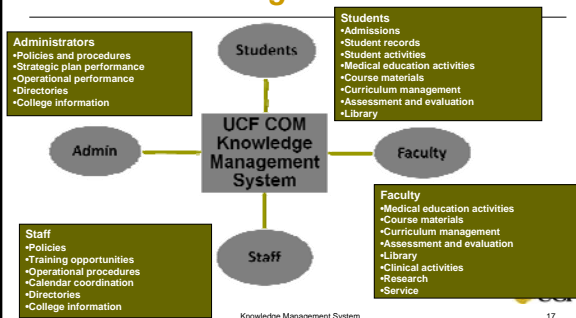 Students
•Admissions
•Student records
•Student activities
•Medical education activities
•Course materials
•Curriculum management
•Assessment and evaluation
•Library
Administrators
•Policies and procedures
•Strategic plan performance
•Operational performance
•Directories
•College information
Students
Admin
UCF COM
Knowledge
Management
System
Faculty
Staff
Faculty
•Medical education activities
•Course materials
•Curriculum management
•Assessment and evaluation
•Library
•Clinical activities
•Research
•Service
Staff
•Policies
•Training opportunities
•Operational procedures
•Calendar coordination
•Directories
•College information
Knowledge Management System
17